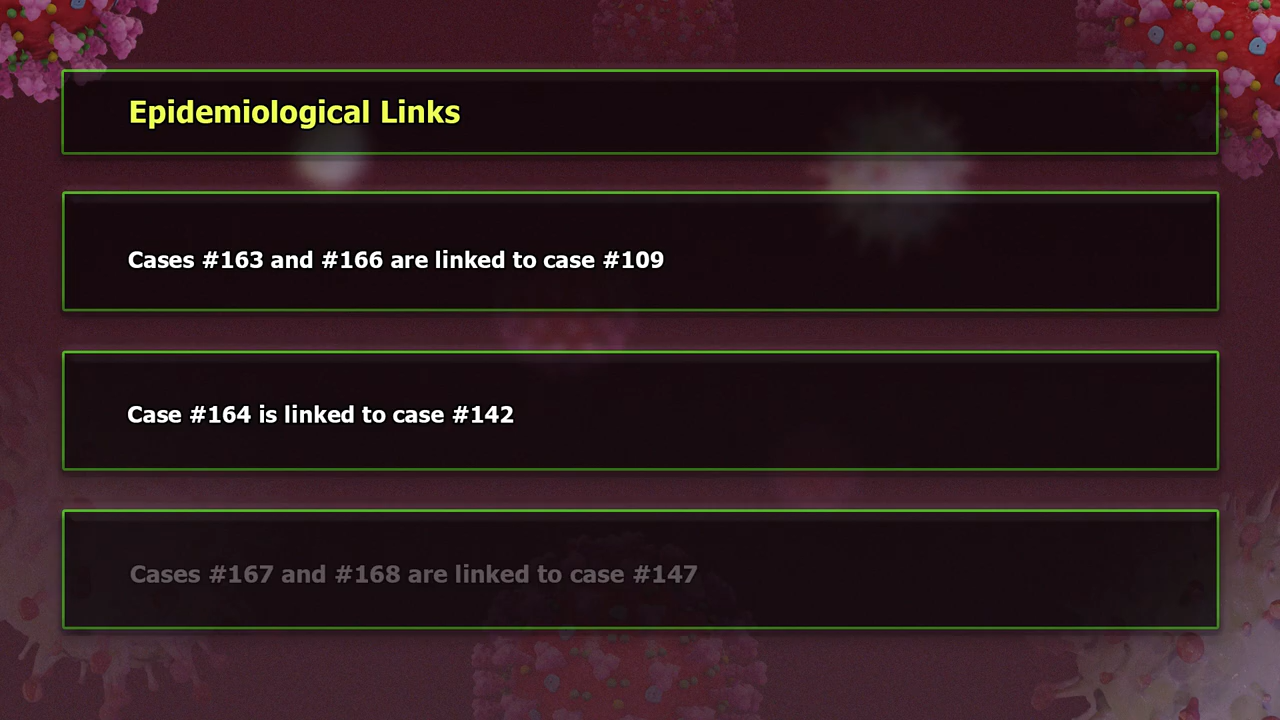 Epidemiological Links
Cases #163 and #166 are linked to case #109
Case #164 is linked to case #142
Cases #167 and #168 are linked to case #147